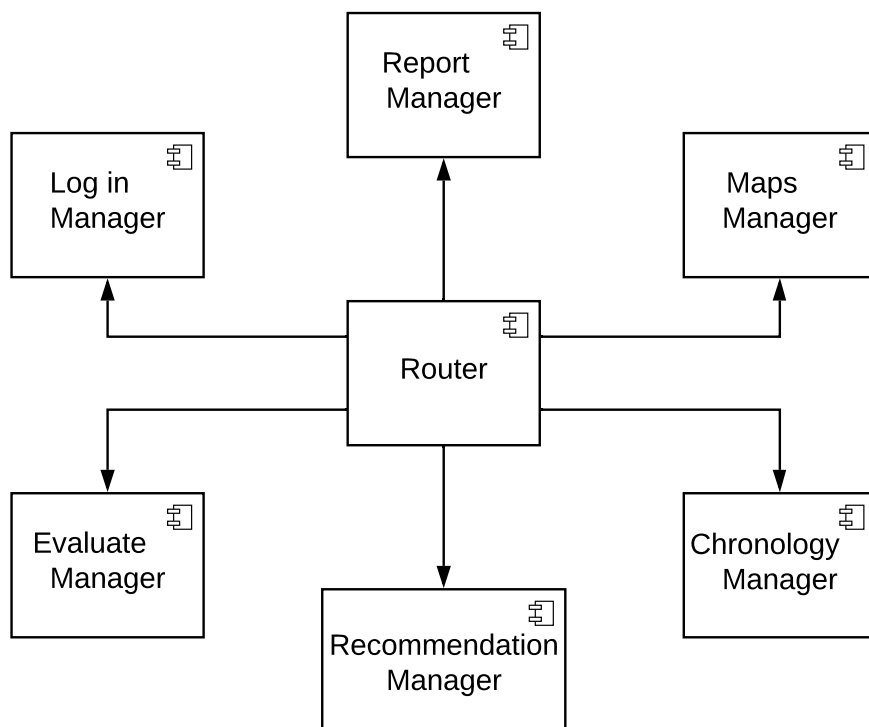 Report
Manager
Log in
Manager
Maps
Manager
Router
Evaluate
Manager
Chronology
Manager
Recommendation
Manager